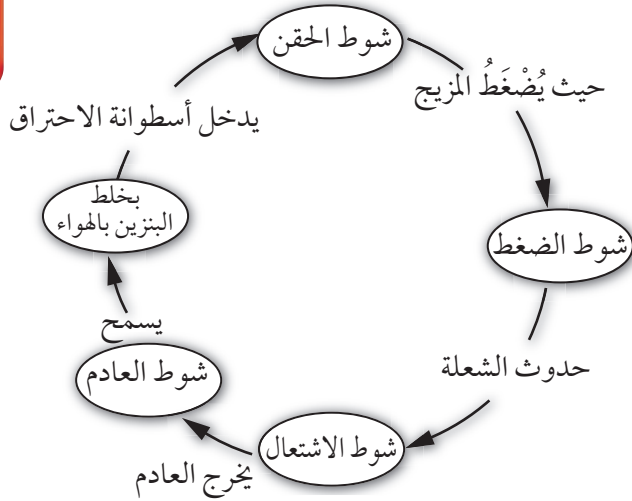 شوط الحقن
حيث يُضْغَطُ المزيج
شوط الضغط
حدوث الشعلة
شوط الاشتعال
يخرج العادم
شوط العادم
يسمح
بخلط
البنزين بالهواء
يدخل أسطوانة الاحتراق